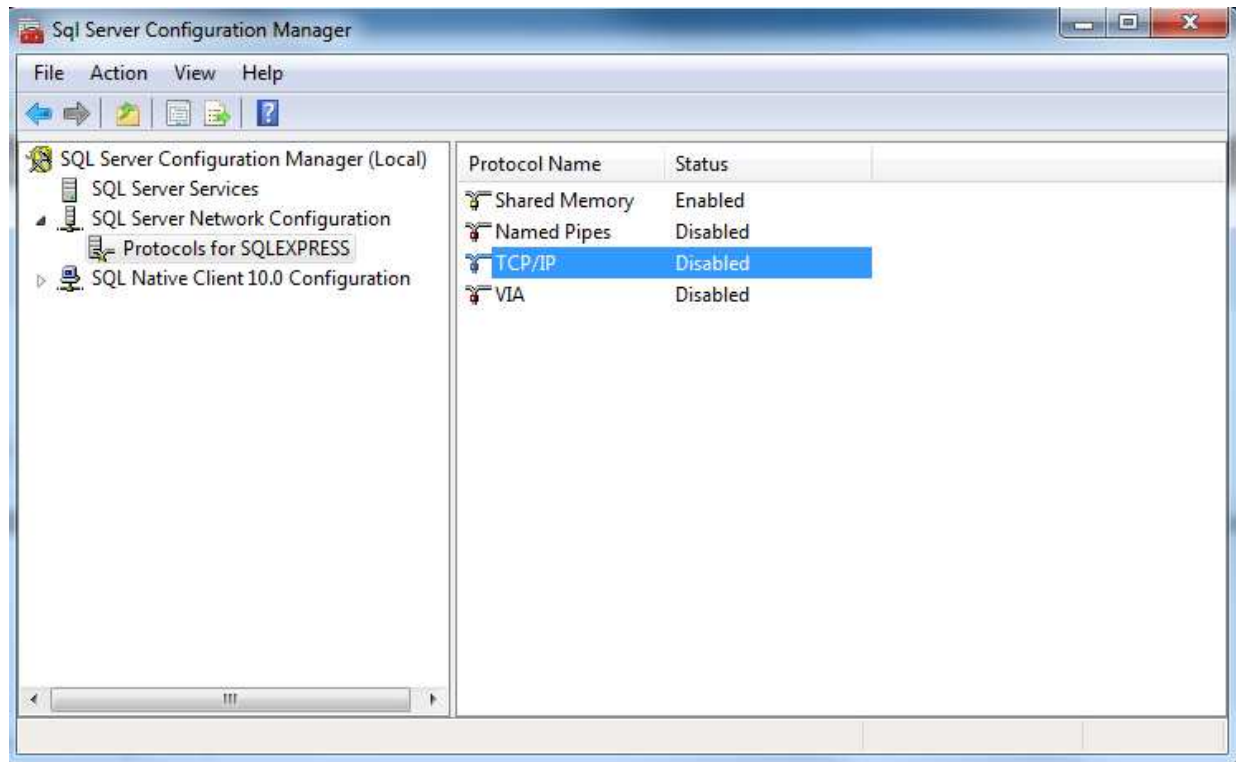 Sql Server Configuration Manager
File Action View Help
SQL Server Configuration Manager (Local)
SQL Server Services
SQL Server Network Configuration
Protocols for SQLEXPRESS
SQL Native Client 10.0 Configuration
Protocol Name Status
Shared Memory Enabled
Named Pipes Disabled
TCP/IP Disabled
VIA Disabled